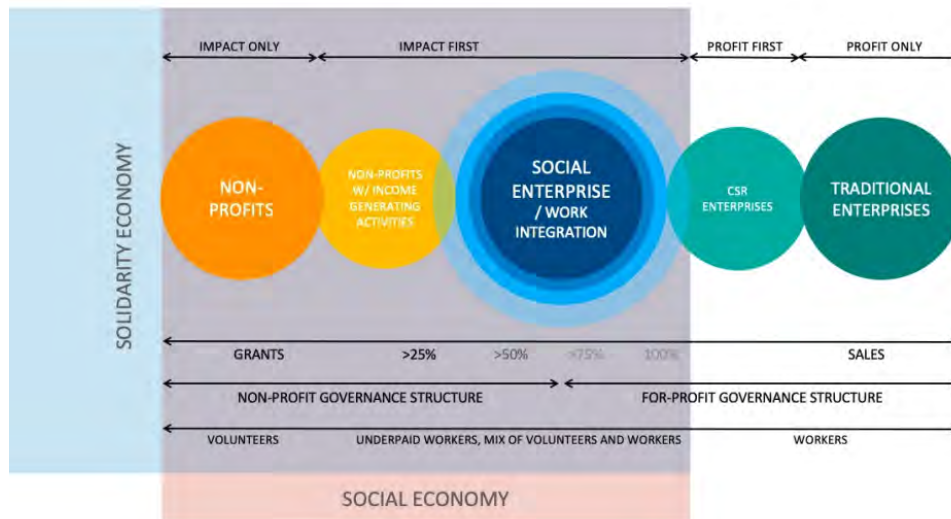 IMPACT ONLY
IMPACT FIRST
PROFIT FIRST
PROFIT ONLY
SOLIDARITY ECONOMY
NON-
PROFITS
NON-PROFITS
W/ INCOME
GENERATING
ACTIVITIES
SOCIAL
ENTERPRISE
/ WORK
INTEGRATION
CSR
ENTERPRISES
TRADITIONAL
ENTERPRISES
GRANTS
>25%
>50%
>75%
100%
SALES
NON-PROFIT GOVERNANCE STRUCTURE
FOR-PROFIT GOVERNANCE STRUCTURE
VOLUNTEERS
UNDERPAID WORKERS, MIX OF VOLUNTEERS AND WORKERS
WORKERS
SOCIAL ECONOMY